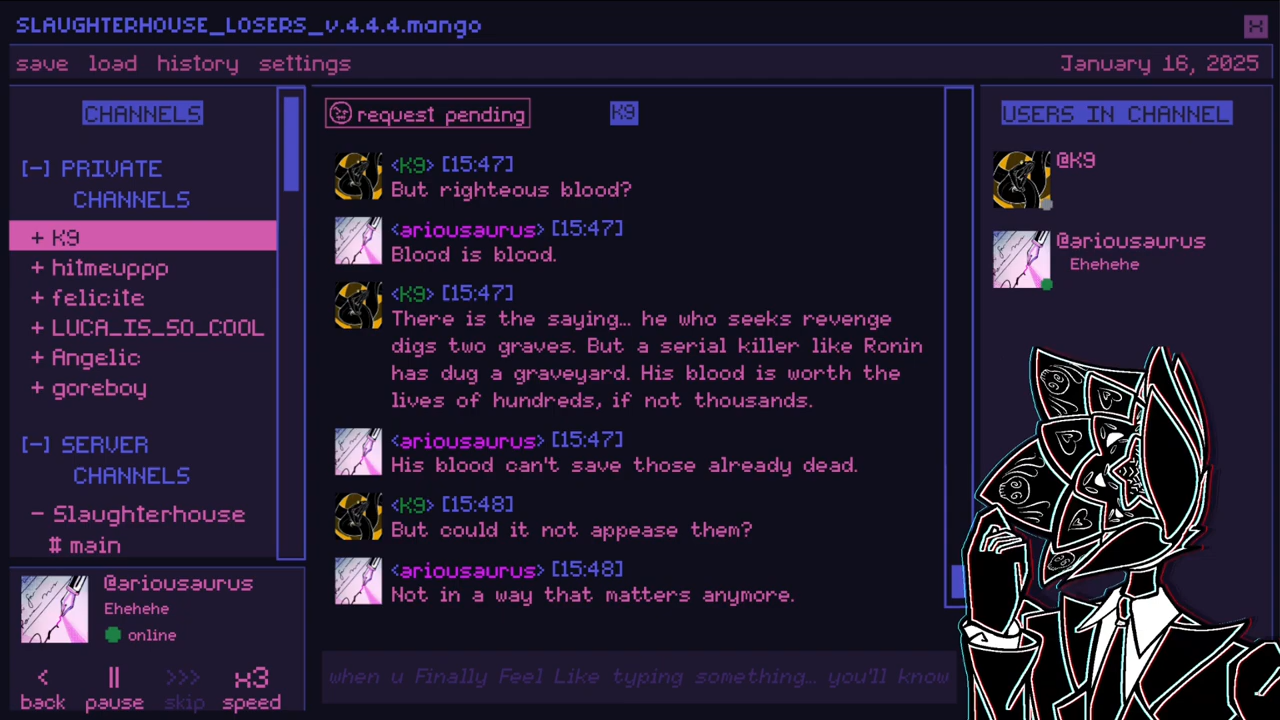 SLAUGHTERHOUSE_LOSERS_v.4.4.4.mango
X
save load history settings
January 16, 2025
CHANNELS
[-] PRIVATE
CHANNELS
+ K9
+ hitmeuppp
+ felicite
+ LUCA_IS_SO_COOL
+ Angelic
+ goreboy
[-] SERVER
CHANNELS
- Slaughterhouse
# main
@ariousaurus
Ehehehe
online
< || >>> x3
back pause skip speed
request pending
K9
<K9> [15:47]
But righteous blood?
<ariousaurus> [15:47]
Blood is blood.
<K9> [15:47]
There is the saying... he who seeks revenge
digs two graves. But a serial killer like Ronin
has dug a graveyard. His blood is worth the
lives of hundreds, if not thousands.
<ariousaurus> [15:47]
His blood can't save those already dead.
<K9> [15:48]
But could it not appease them?
<ariousaurus> [15:48]
Not in a way that matters anymore.
when u Finally Feel Like typing something... you'll know
USERS IN CHANNEL
@K9
@ariousaurus
Ehehehe